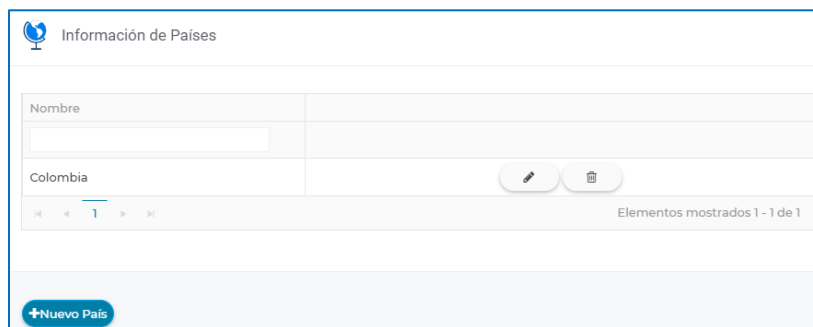 Información de Países
Nombre
Colombia
1
Elementos mostrados 1 - 1 de 1
+Nuevo País